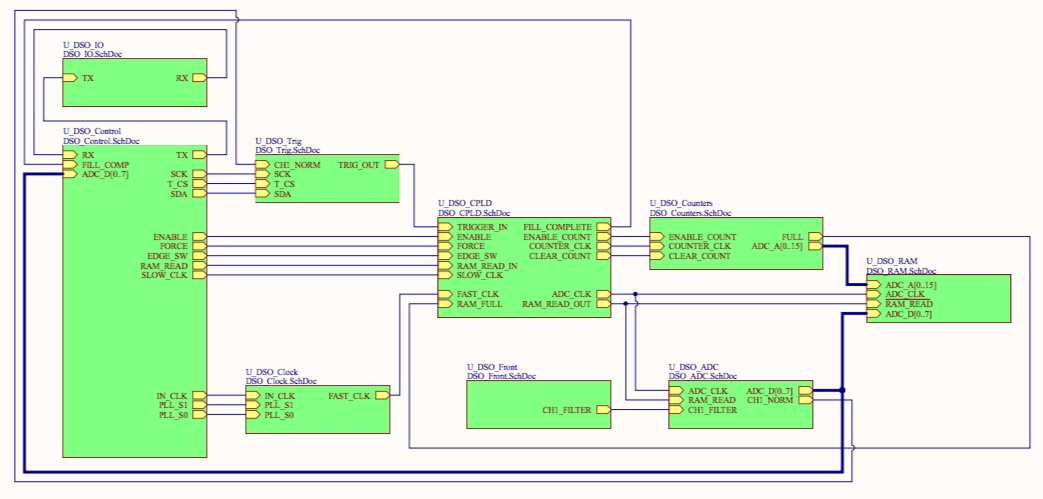 U_DSO_IO
DSO_IO.SchDoc
TX RX
U_DSO_Control
DSO_Control.SchDoc
RX TX
FILL_COMP
ADC_D[0..7] SCK
T_CS
SDA
ENABLE
FORCE
EDGE_SW
RAM_READ
SLOW_CLK
IN_CLK
PLL_S1
PLL_S0
U_DSO_Trig
DSO_Trig.SchDoc
CH1_NORM TRIG_OUT
SCK
T_CS
SDA
U_DSO_CPLD
DSO_CPLD.SchDoc
TRIGGER_IN FILL_COMPLETE
ENABLE ENABLE_COUNT
FORCE COUNTER_CLK
EDGE_SW CLEAR_COUNT
RAM_READ_IN
SLOW_CLK
FAST_CLK ADC_CLK
RAM_FULL RAM_READ_OUT
U_DSO_Counters
DSO_Counters.SchDoc
ENABLE_COUNT FULL
COUNTER_CLK ADC_A[0..15]
CLEAR_COUNT
U_DSO_RAM
DSO_RAM.SchDoc
ADC_A[0..15]
ADC_CLK
RAM_READ
ADC_D[0..7]
U_DSO_Clock
DSO_Clock.SchDoc
IN_CLK FAST_CLK
PLL_S1
PLL_S0
U_DSO_Front
DSO_Front.SchDoc
CH1_FILTER
U_DSO_ADC
DSO_ADC.SchDoc
ADC_CLK ADC_D[0..7]
RAM_READ CH1_NORM
CH1_FILTER